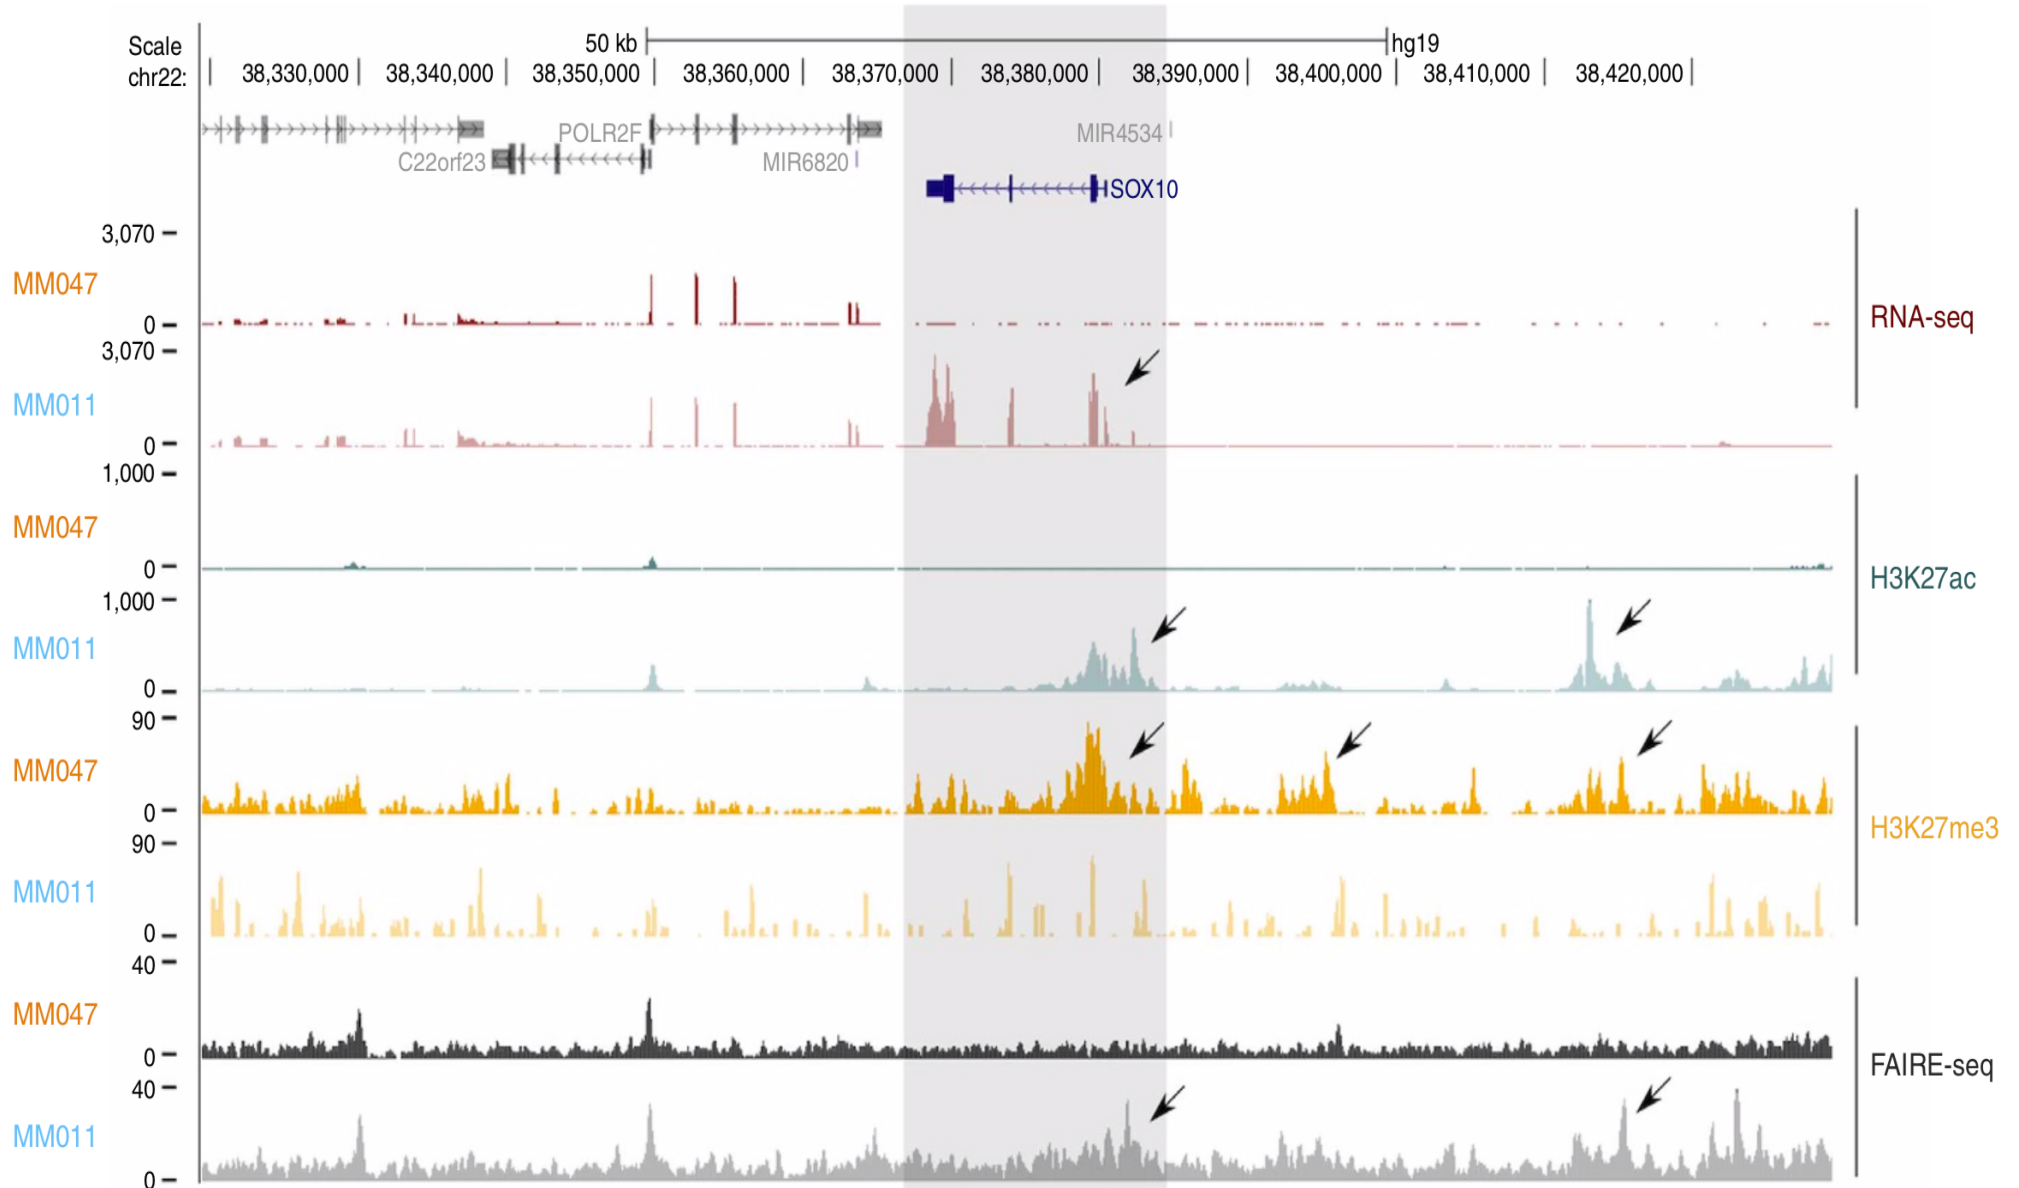 Scale 50 kb hg19
chr22: 38,330,000 38,340,000 38,350,000 38,360,000 38,370,000 38,380,000 38,390,000 38,400,000 38,410,000 38,420,000
POLR2F MIR4534
C22orf23 MIR6820
SOX10
3,070
MM047
0
RNA-seq
3,070
MM011
0
1,000
MM047
0
H3K27ac
1,000
MM011
0
90
MM047
0
H3K27me3
90
MM011
0
40
MM047
0
FAIRE-seq
40
MM011
0